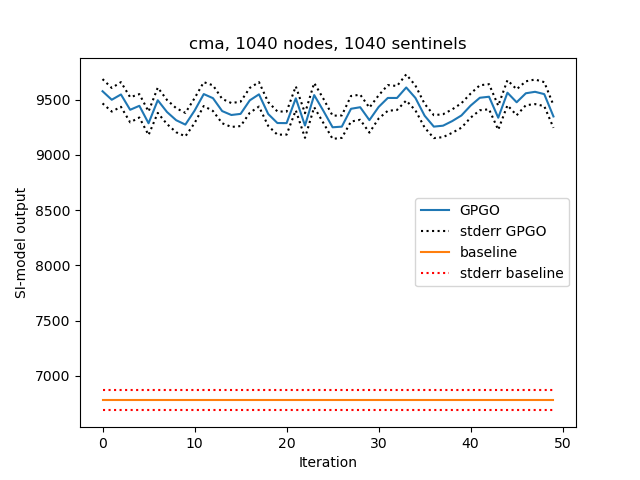 cma, 1040 nodes, 1040 sentinels
SI-model output
9500
9000
8500
8000
7500
7000
GPGO
stderr GPGO
baseline
stderr baseline
0 10 20 30 40 50
Iteration